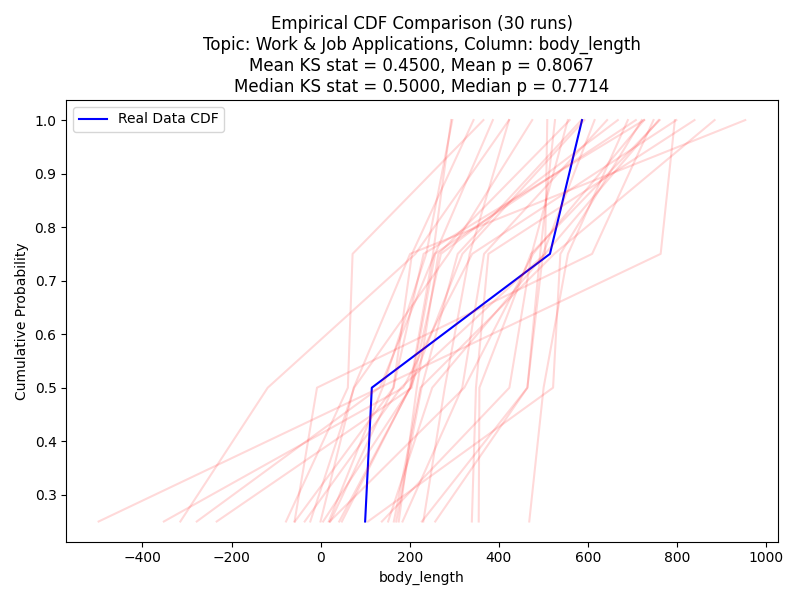 Empirical CDF Comparison (30 runs)
Topic: Work & Job Applications, Column: body_length
Mean KS stat = 0.4500, Mean p = 0.8067
Median KS stat = 0.5000, Median p = 0.7714
Real Data CDF
1.0
0.9
0.8
0.7
0.6
0.5
0.4
0.3
Cumulative Probability
−400
−200
0
200
400
600
800
1000
body_length